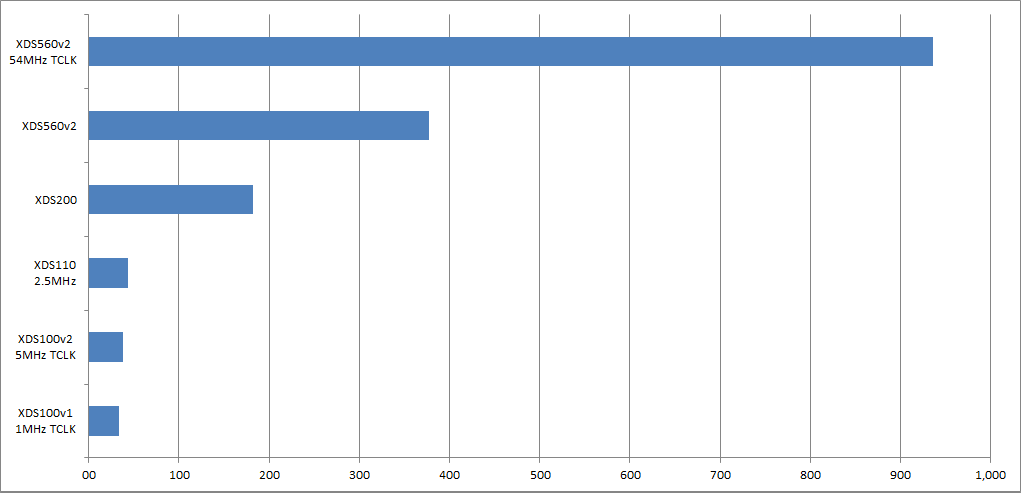 XDS560v2
54MHz TCLK
XDS560v2
XDS200
XDS110
2.5MHz
XDS100v2
5MHz TCLK
XDS100v1
1MHz TCLK
00 100 200 300 400 500 600 700 800 900 1,000